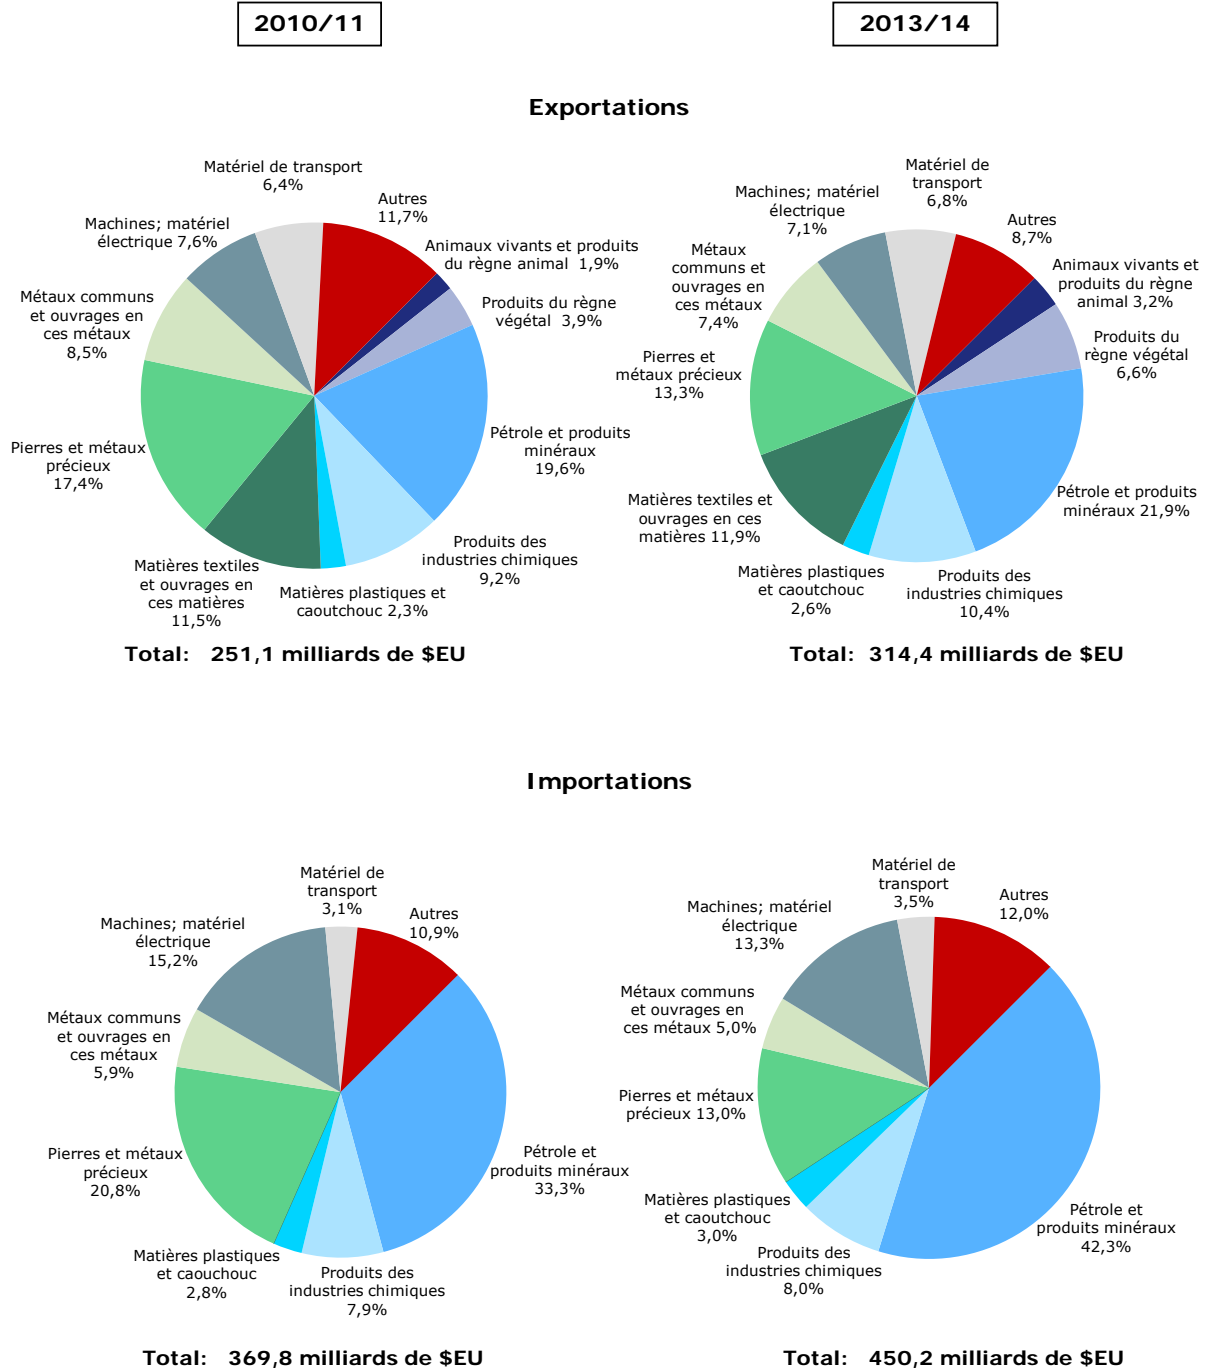 2010/11
2013/14
Exportations
Matériel de transport
6,4%
Autres
11,7%
Animaux vivants et produits
du règne animal 1,9%
Produits du règne
végétal 3,9%
Pétrole et produits
minéraux
19,6%
Produits des
industries chimiques
9,2%
Matières plastiques et
caoutchouc 2,3%
Matières textiles
et ouvrages en
ces matières
11,5%
Pierres et métaux
précieux
17,4%
Métaux communs
et ouvrages en
ces métaux
8,5%
Machines; matériel
électrique 7,6%
Total: 251,1 milliards de $EU
Matériel de
transport
6,8%
Autres
8,7%
Animaux vivants et
produits du règne
animal 3,2%
Produits du
règne végétal
6,6%
Pétrole et produits
minéraux 21,9%
Produits des
industries chimiques
10,4%
Matières plastiques
et caoutchouc
2,6%
Matières textiles et
ouvrages en ces
matières 11,9%
Pierres et
métaux précieux
13,3%
Métaux
communs et
ouvrages en
ces métaux
7,4%
Machines; matériel
électrique
7,1%
Total: 314,4 milliards de $EU
Importations
Matériel de
transport
3,1%
Autres
10,9%
Pétrole et
produits minéraux
33,3%
Produits des
industries chimiques
7,9%
Matières plastiques
et caouchouc
2,8%
Pierres et métaux
précieux
20,8%
Métaux communs
et ouvrages en
ces métaux
5,9%
Machines; matériel
électrique
15,2%
Total: 369,8 milliards de $EU
Matériel de
transport
3,5%
Autres
12,0%
Pétrole et
produits minéraux
42,3%
Produits des
industries chimiques
8,0%
Matières plastiques
et caoutchouc
3,0%
Pierres et métaux
précieux 13,0%
Métaux communs
et ouvrages en
ces métaux 5,0%
Machines; matériel
électrique
13,3%
Total: 450,2 milliards de $EU